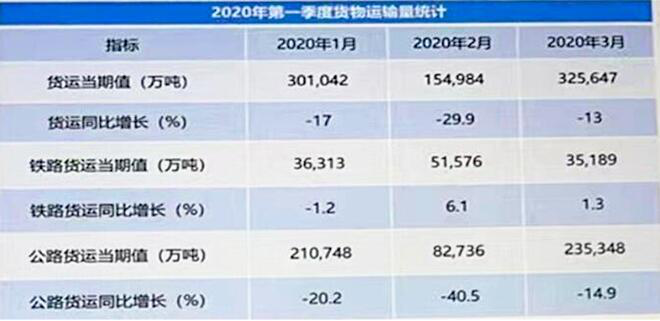 2020年第一季度货物运输量统计
指标 2020年1月 2020年2月 2020年3月
货运当期值（万吨） 301,042 154,984 325,647
货运同比增长（%） -17 -29.9 -13
铁路货运当期值（万吨） 36,313 51,576 35,189
铁路货运同比增长（%） -1.2 6.1 1.3
公路货运当期值（万吨） 210,748 82,736 235,348
公路货运同比增长（%） -20.2 -40.5 -14.9